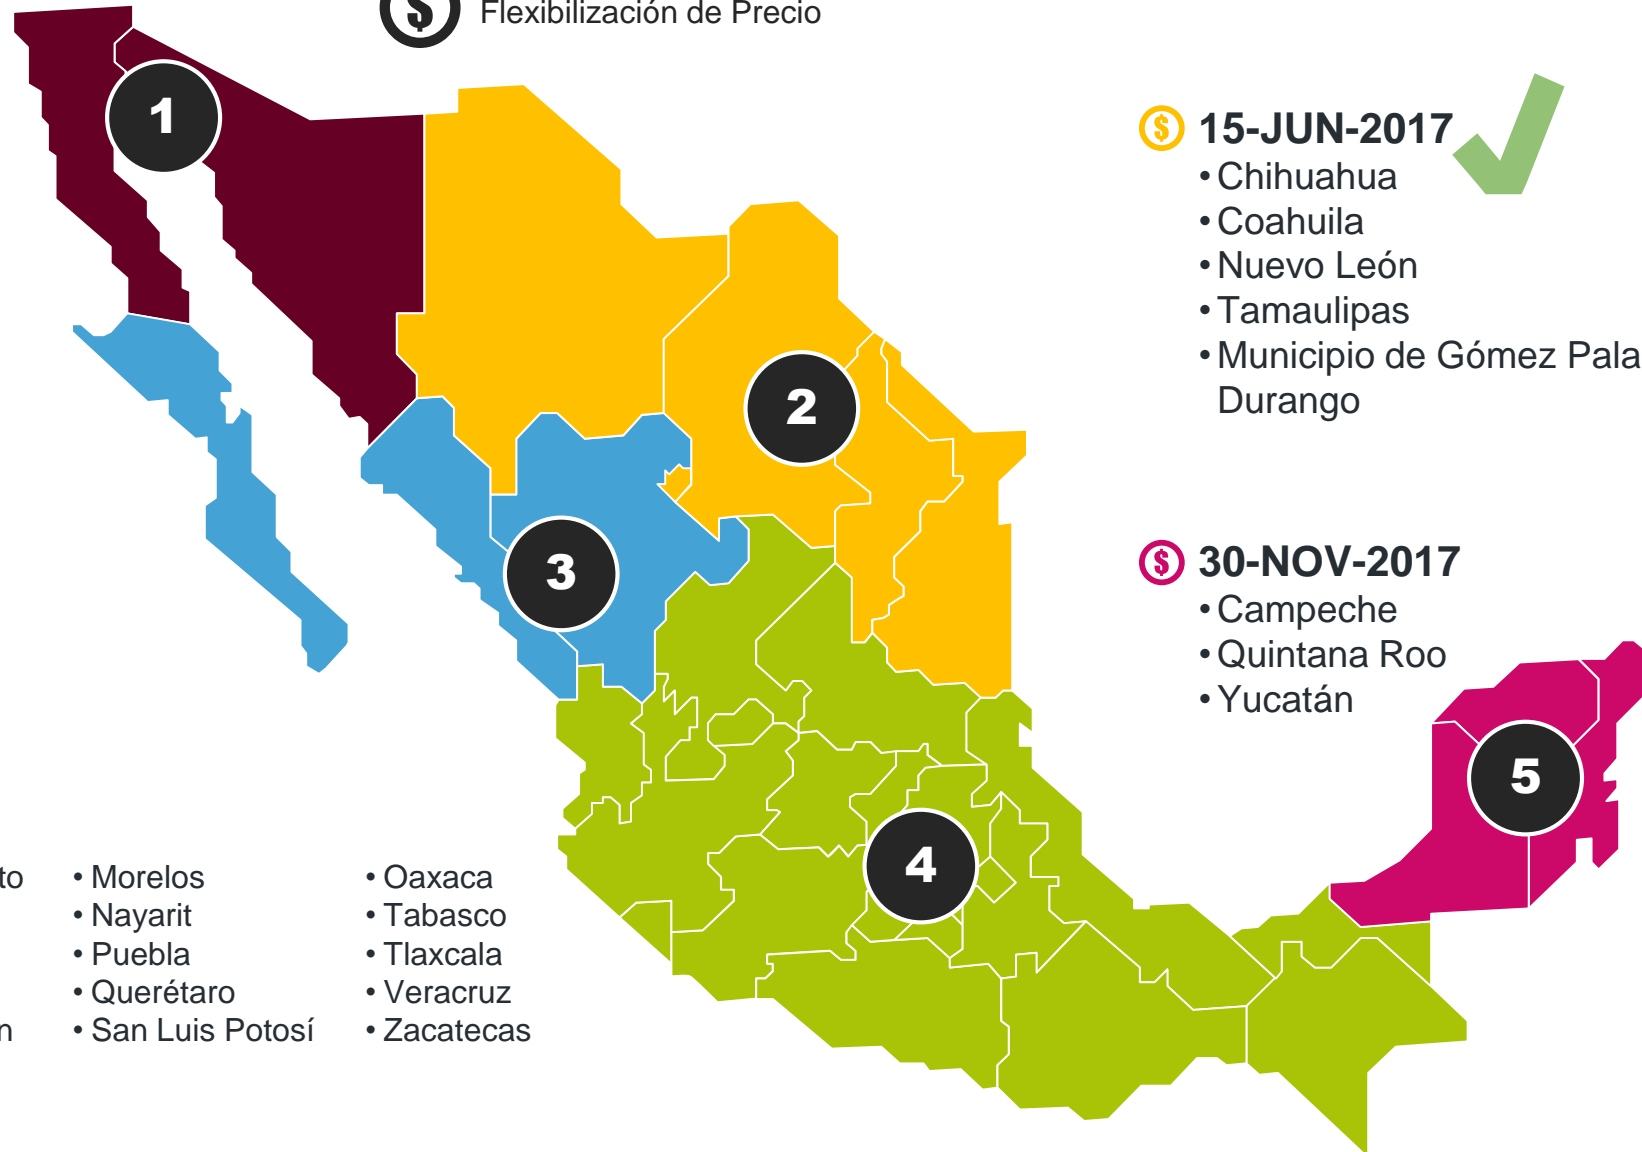 $ Flexibilización de Precio
1
$ 15-JUN-2017
• Chihuahua
• Coahuila
• Nuevo León
• Tamaulipas
• Municipio de Gómez Pala
Durango
2
3
$ 30-NOV-2017
• Campeche
• Quintana Roo
• Yucatán
5
4
to
• Morelos
• Oaxaca
• Nayarit
• Tabasco
• Puebla
• Tlaxcala
• Querétaro
• Veracruz
n
• San Luis Potosí
• Zacatecas